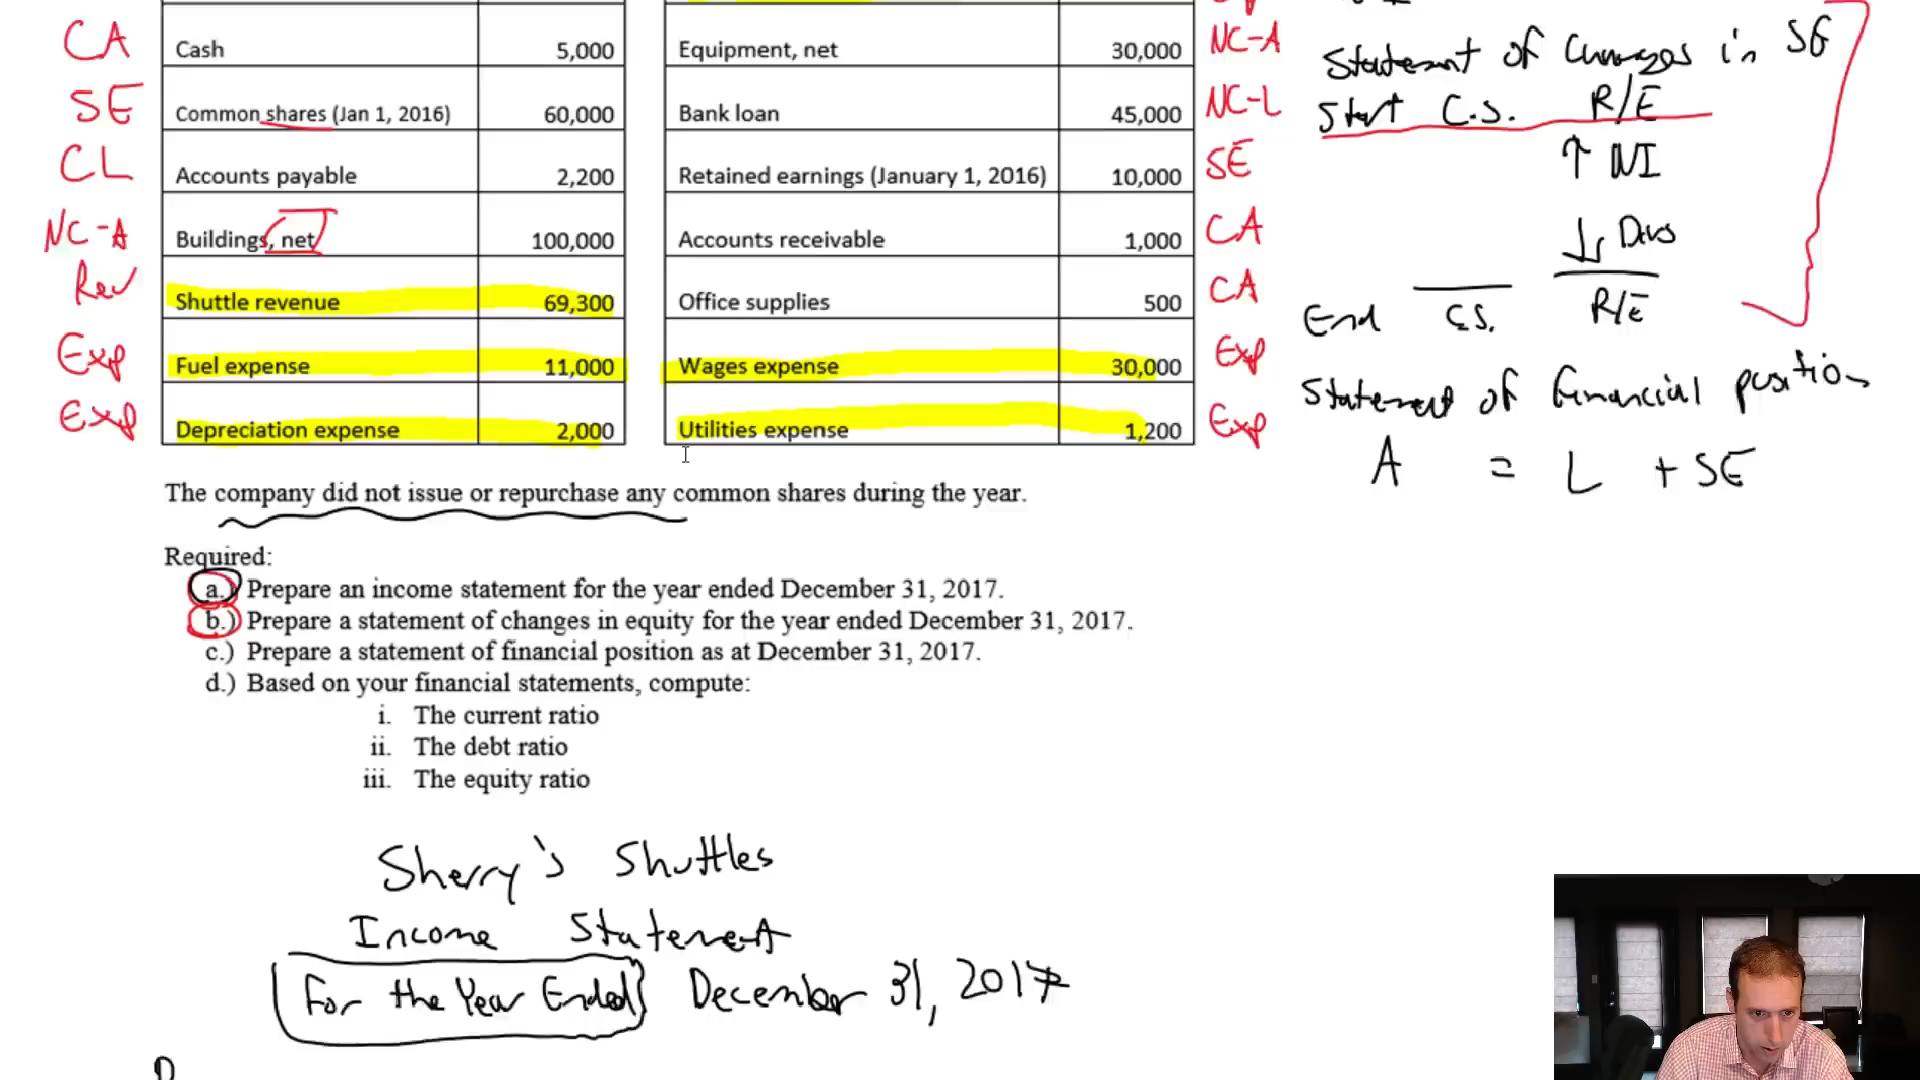 CA Cash 5,000 Equipment, net 30,000 NC-A
SE Common shares (Jan 1, 2016) 60,000 Bank loan 45,000 NC-L
CL Accounts payable 2,200 Retained earnings (January 1, 2016) 10,000 SE
NC-A Buildings, net 100,000 Accounts receivable 1,000 CA
Rev Shuttle revenue 69,300 Office supplies 500 CA
Exp Fuel expense 11,000 Wages expense 30,000 Exp
Exp Depreciation expense 2,000 Utilities expense 1,200 Exp
Statement of Changes in SE
Start C.S. R/E
↑ NI
↓ Divs
End C.S. R/E
Statement of Financial position
A = L + SE
The company did not issue or repurchase any common shares during the year.
Required:
a.) Prepare an income statement for the year ended December 31, 2017.
b.) Prepare a statement of changes in equity for the year ended December 31, 2017.
c.) Prepare a statement of financial position as at December 31, 2017.
d.) Based on your financial statements, compute:
i. The current ratio
ii. The debt ratio
iii. The equity ratio
Sherry's Shuttles
Income Statement
For the Year Ended December 31, 2017